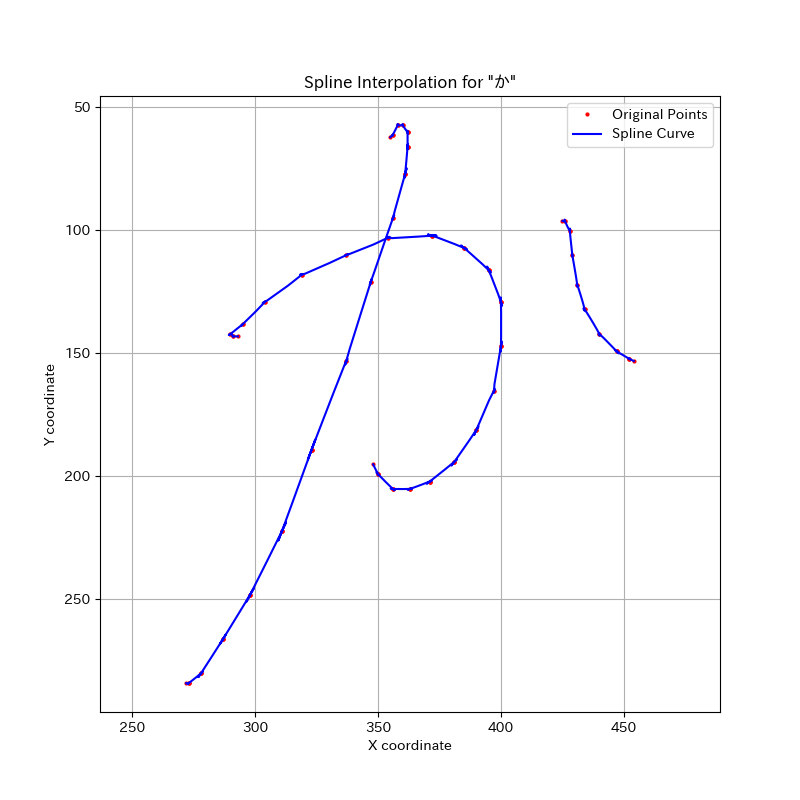 Spline Interpolation for "か"
Original Points
Spline Curve
50
100
150
200
250
Y coordinate
か
250
300
350
400
450
X coordinate